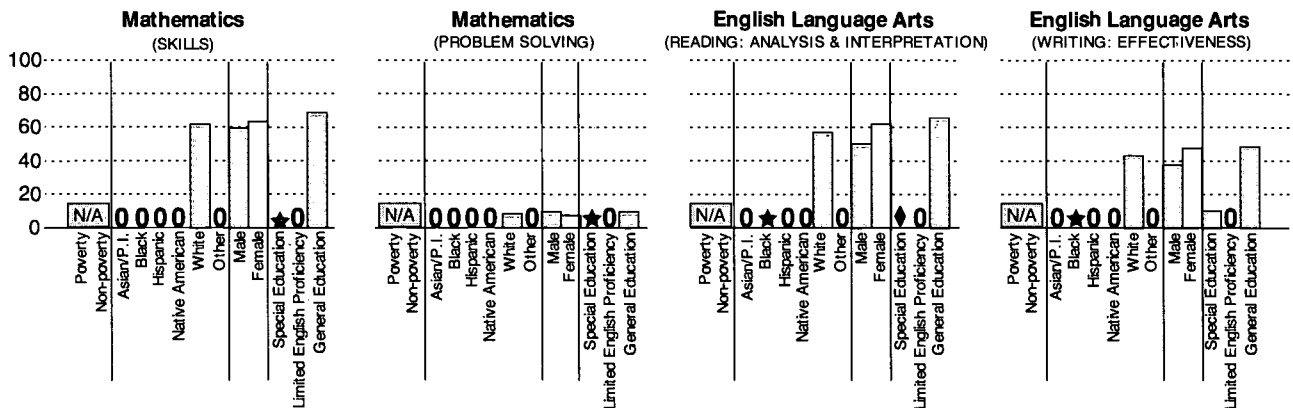 Mathematics
(SKILLS)
Mathematics
(PROBLEM SOLVING)
English Language Arts
(READING: ANALYSIS & INTERPRETATION)
English Language Arts
(WRITING: EFFECTIVENESS)
100
80
60
40
20
0
N/A 0 0 0 0 0 0
Poverty
Non-poverty
Asian/P.I.
Black
Hispanic
Native American
White
Other
Male
Female
Special Education
Limited English Proficiency
General Education
N/A 0 0 0 0 0 0
Poverty
Non-poverty
Asian/P.I.
Black
Hispanic
Native American
White
Other
Male
Female
Special Education
Limited English Proficiency
General Education
N/A 0 0 0 0 0
Poverty
Non-poverty
Asian/P.I.
Black
Hispanic
Native American
White
Other
Male
Female
Special Education
Limited English Proficiency
General Education
N/A 0 0 0 0 0
Poverty
Non-poverty
Asian/P.I.
Black
Hispanic
Native American
White
Other
Male
Female
Special Education
Limited English Proficiency
General Education